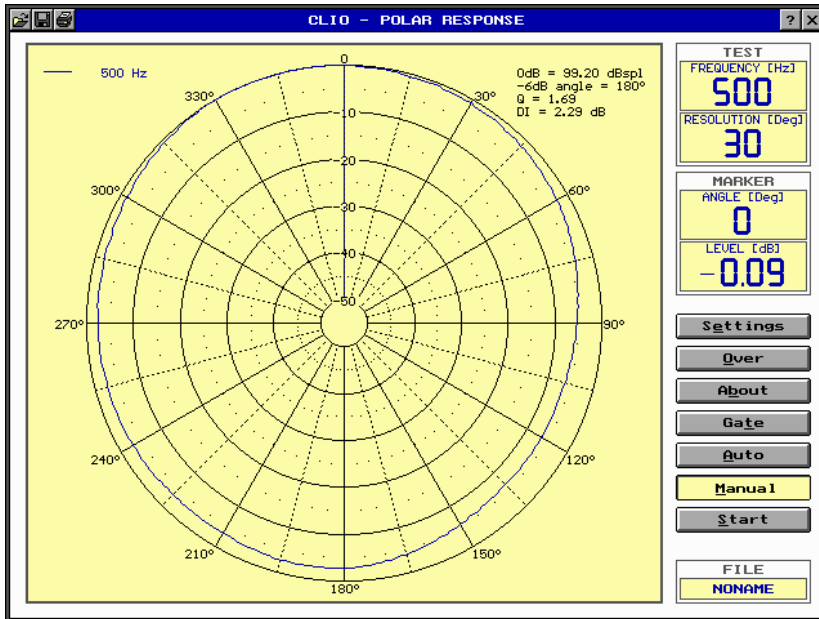 CLIO - POLAR RESPONSE
? X
500 Hz
0dB = 99.20 dBspl
-6dB angle = 180°
Q = 1.69
DI = 2.29 dB
0
30°
60°
90°
120°
150°
180°
210°
240°
270°
300°
330°
-10
-20
-30
-40
-50
TEST
FREQUENCY [Hz]
500
RESOLUTION [Deg]
30
MARKER
ANGLE [Deg]
0
LEVEL [dB]
-0.09
Settings
Over
About
Gate
Auto
Manual
Start
FILE
NONAME